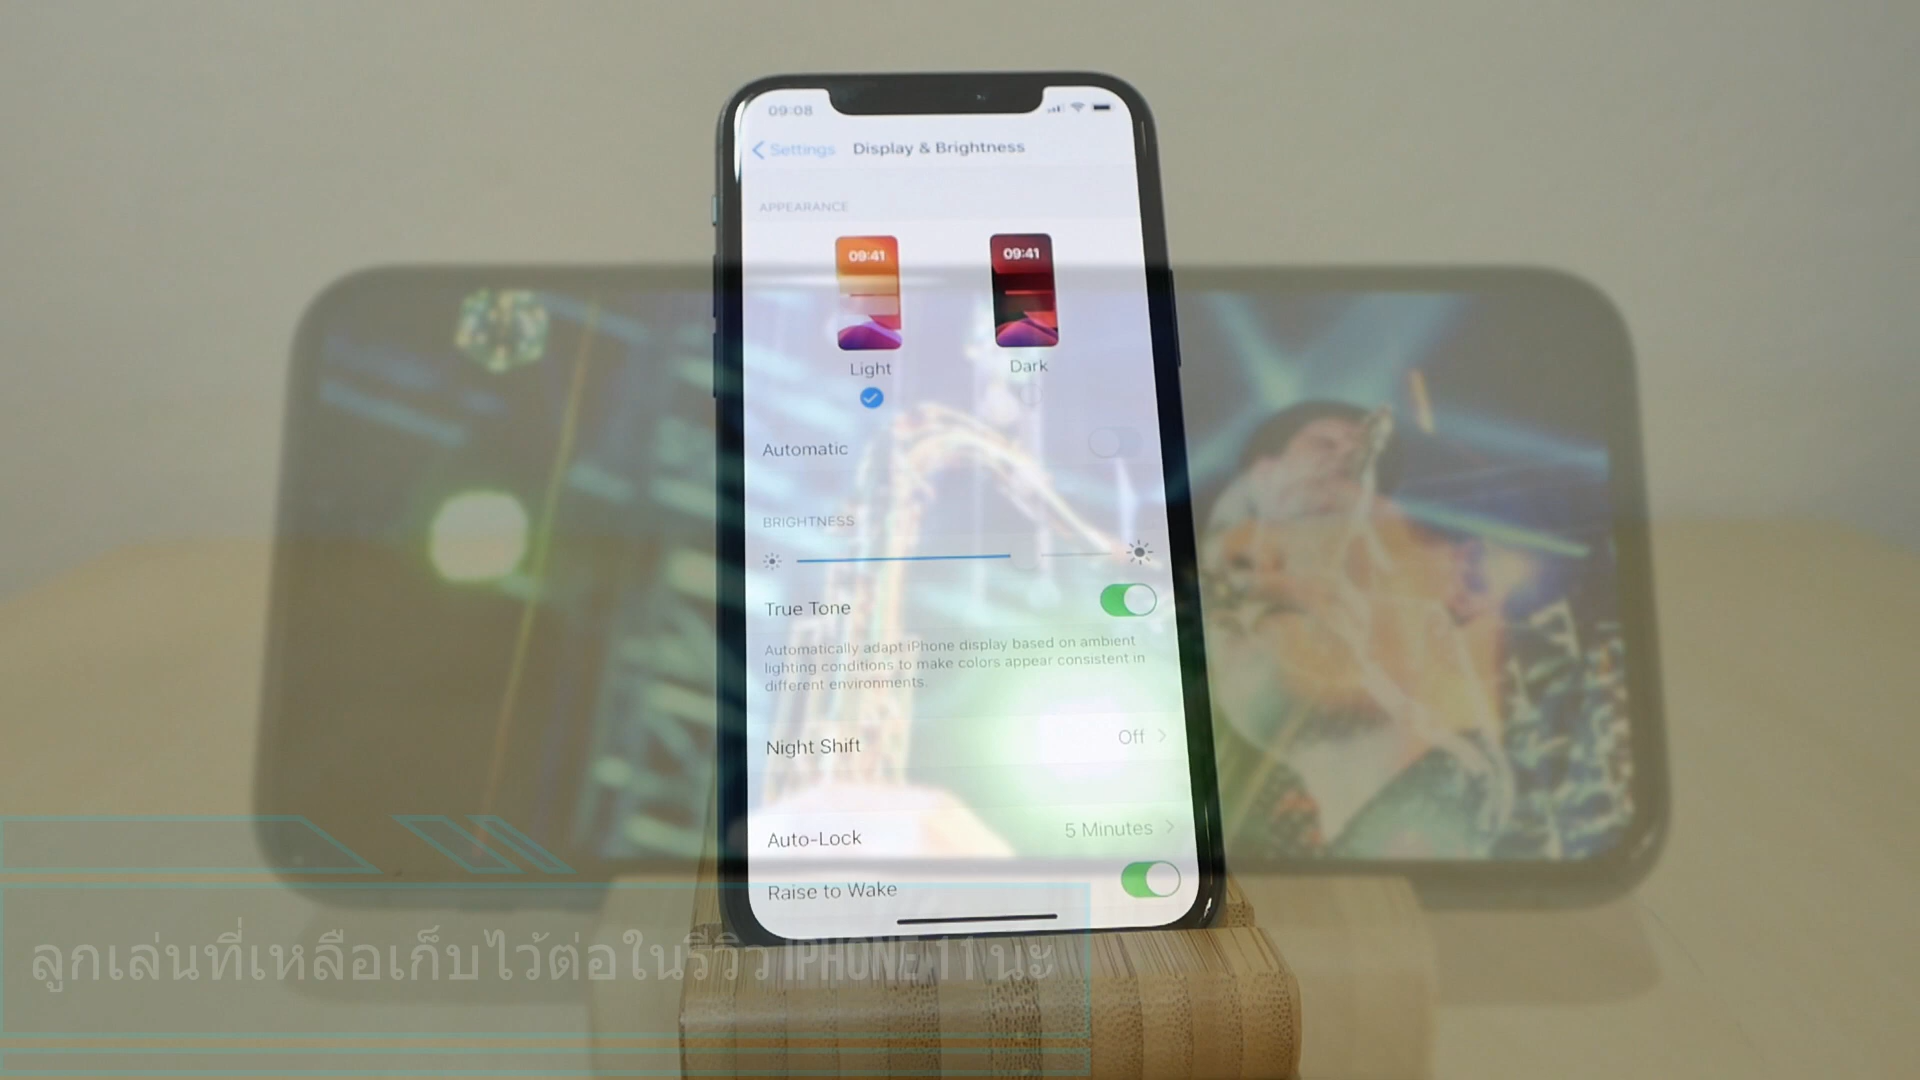 09:08
Settings Display & Brightness
APPEARANCE
09:41 09:41
Light Dark
Automatic
BRIGHTNESS
True Tone
Automatically adapt iPhone display based on ambient
lighting conditions to make colors appear consistent in
different environments.
Night Shift Off
Auto-Lock 5 Minutes
Raise to Wake
ลูกเล่นที่เหลือเก็บไว้ต่อในรีวิว IPHONE 11 นะ